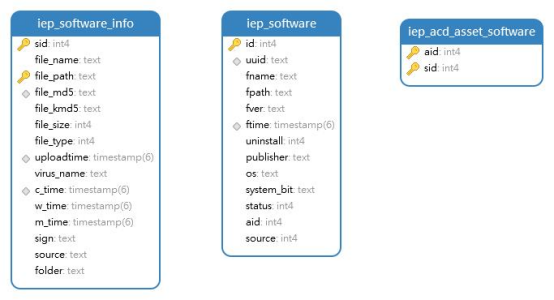 iep_software_info
sid: int4
file_name: text
file_path: text
file_md5: text
file_kmd5: text
file_size: int4
file_type: int4
uploadtime: timestamp(6)
virus_name: text
c_time: timestamp(6)
w_time: timestamp(6)
m_time: timestamp(6)
sign: text
source: text
folder: text
iep_software
id: int4
uuid: text
fname: text
fpath: text
fver: text
ftime: timestamp(6)
uninstall: int4
publisher: text
os: text
system_bit: text
status: int4
aid: int4
source: int4
iep_acd_asset_software
aid: int4
sid: int4